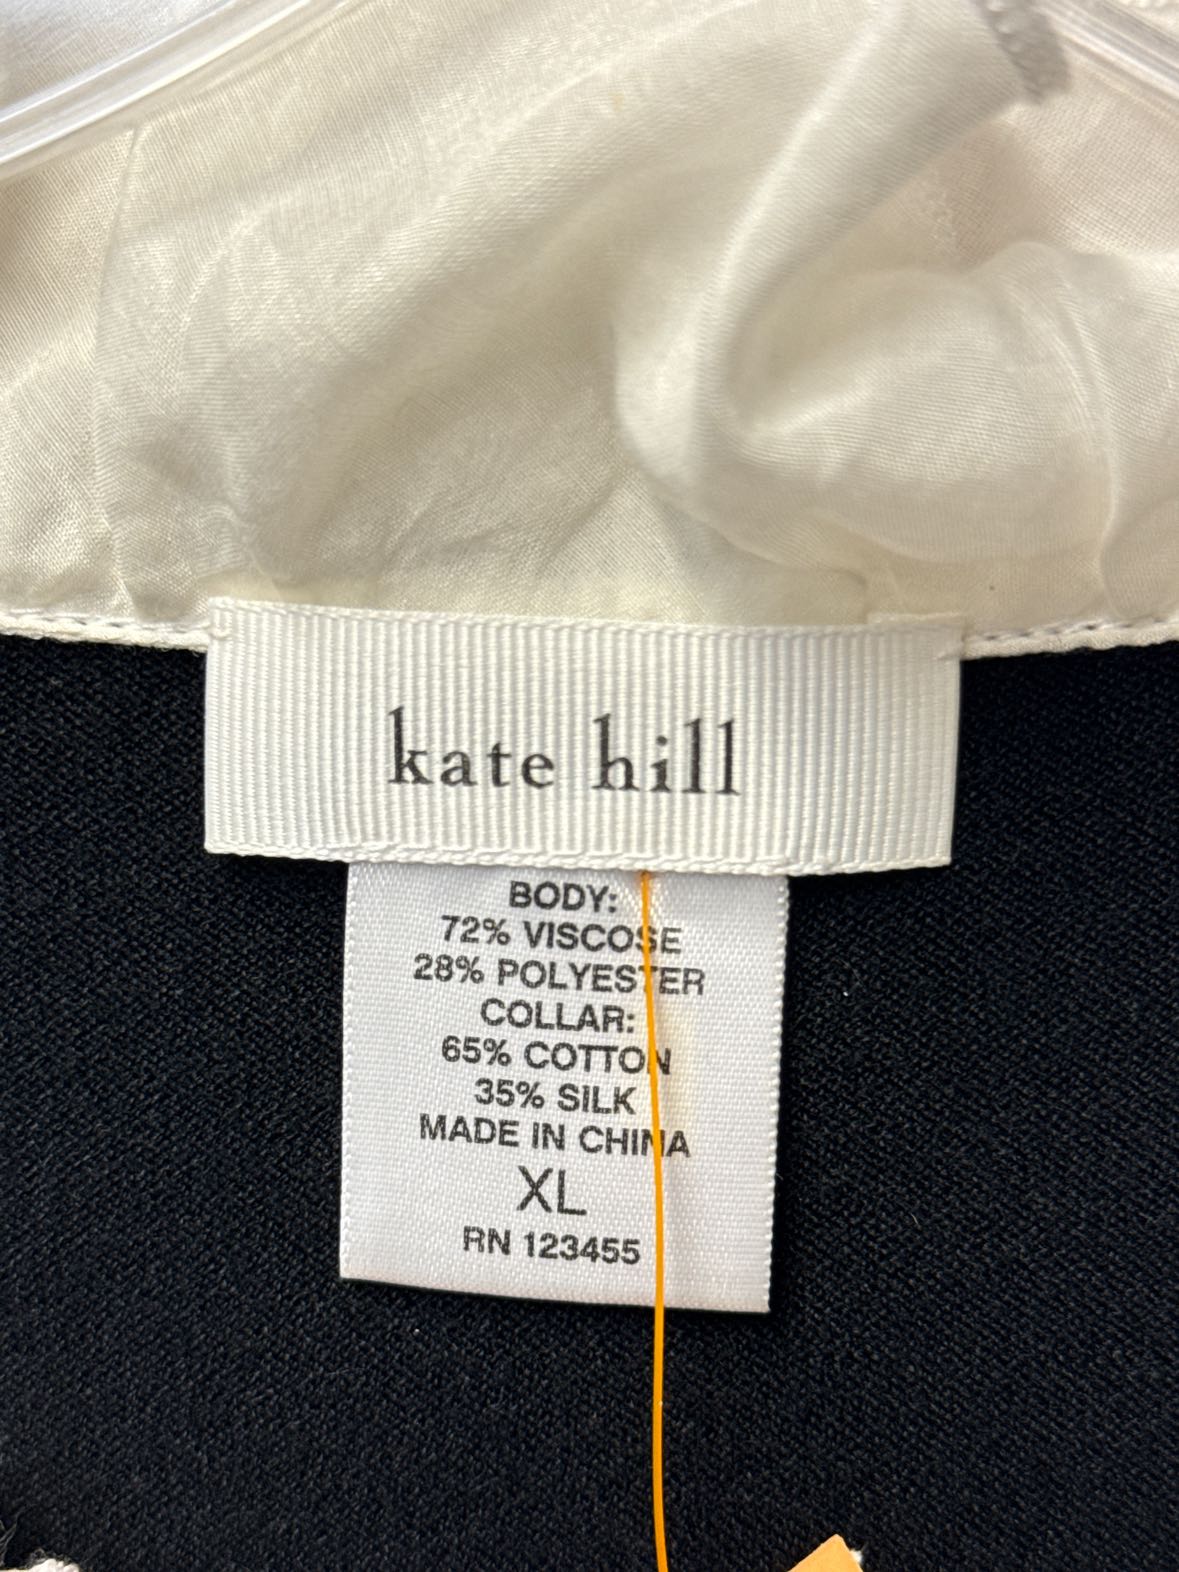 kate hill
BODY:
72% VISCOSE
28% POLYESTER
COLLAR:
65% COTTON
35% SILK
MADE IN CHINA
XL
RN 123455